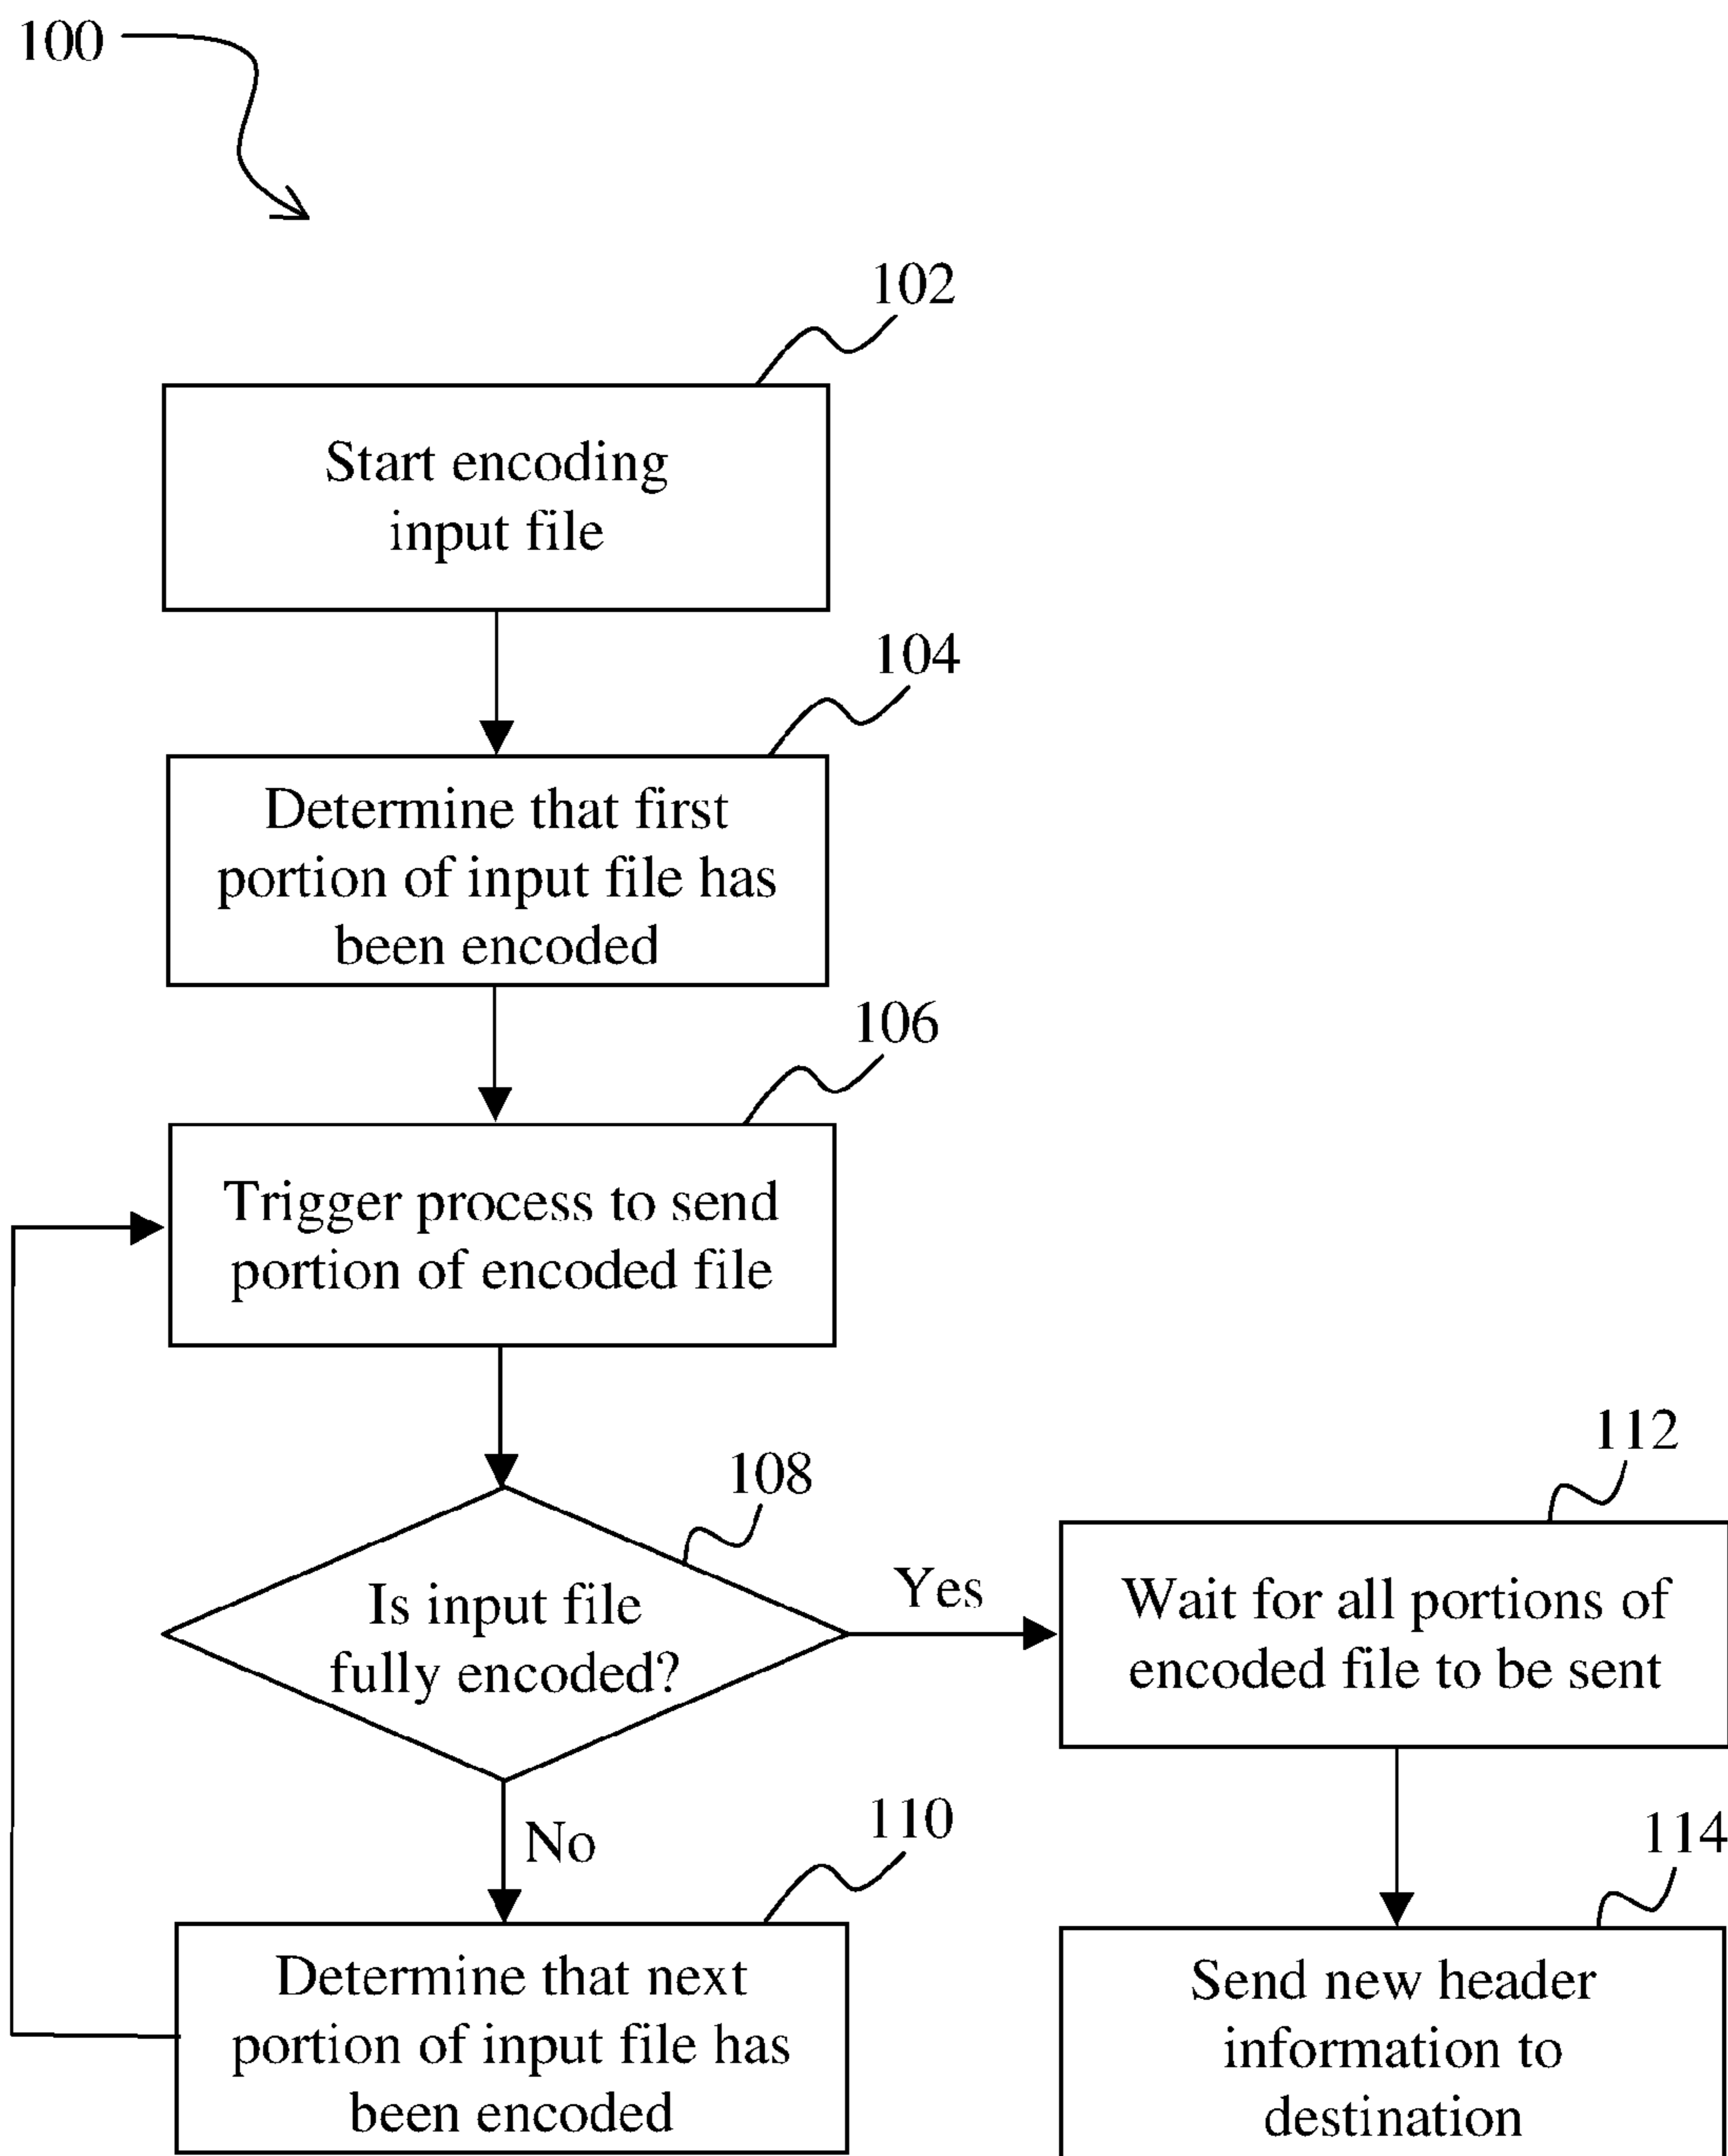 100
102
Start encoding
input file
104
Determine that first
portion of input file has
been encoded
106
Trigger process to send
portion of encoded file
108
Is input file
fully encoded?
Yes
112
Wait for all portions of
encoded file to be sent
No
110
Determine that next
portion of input file has
been encoded
114
Send new header
information to
destination